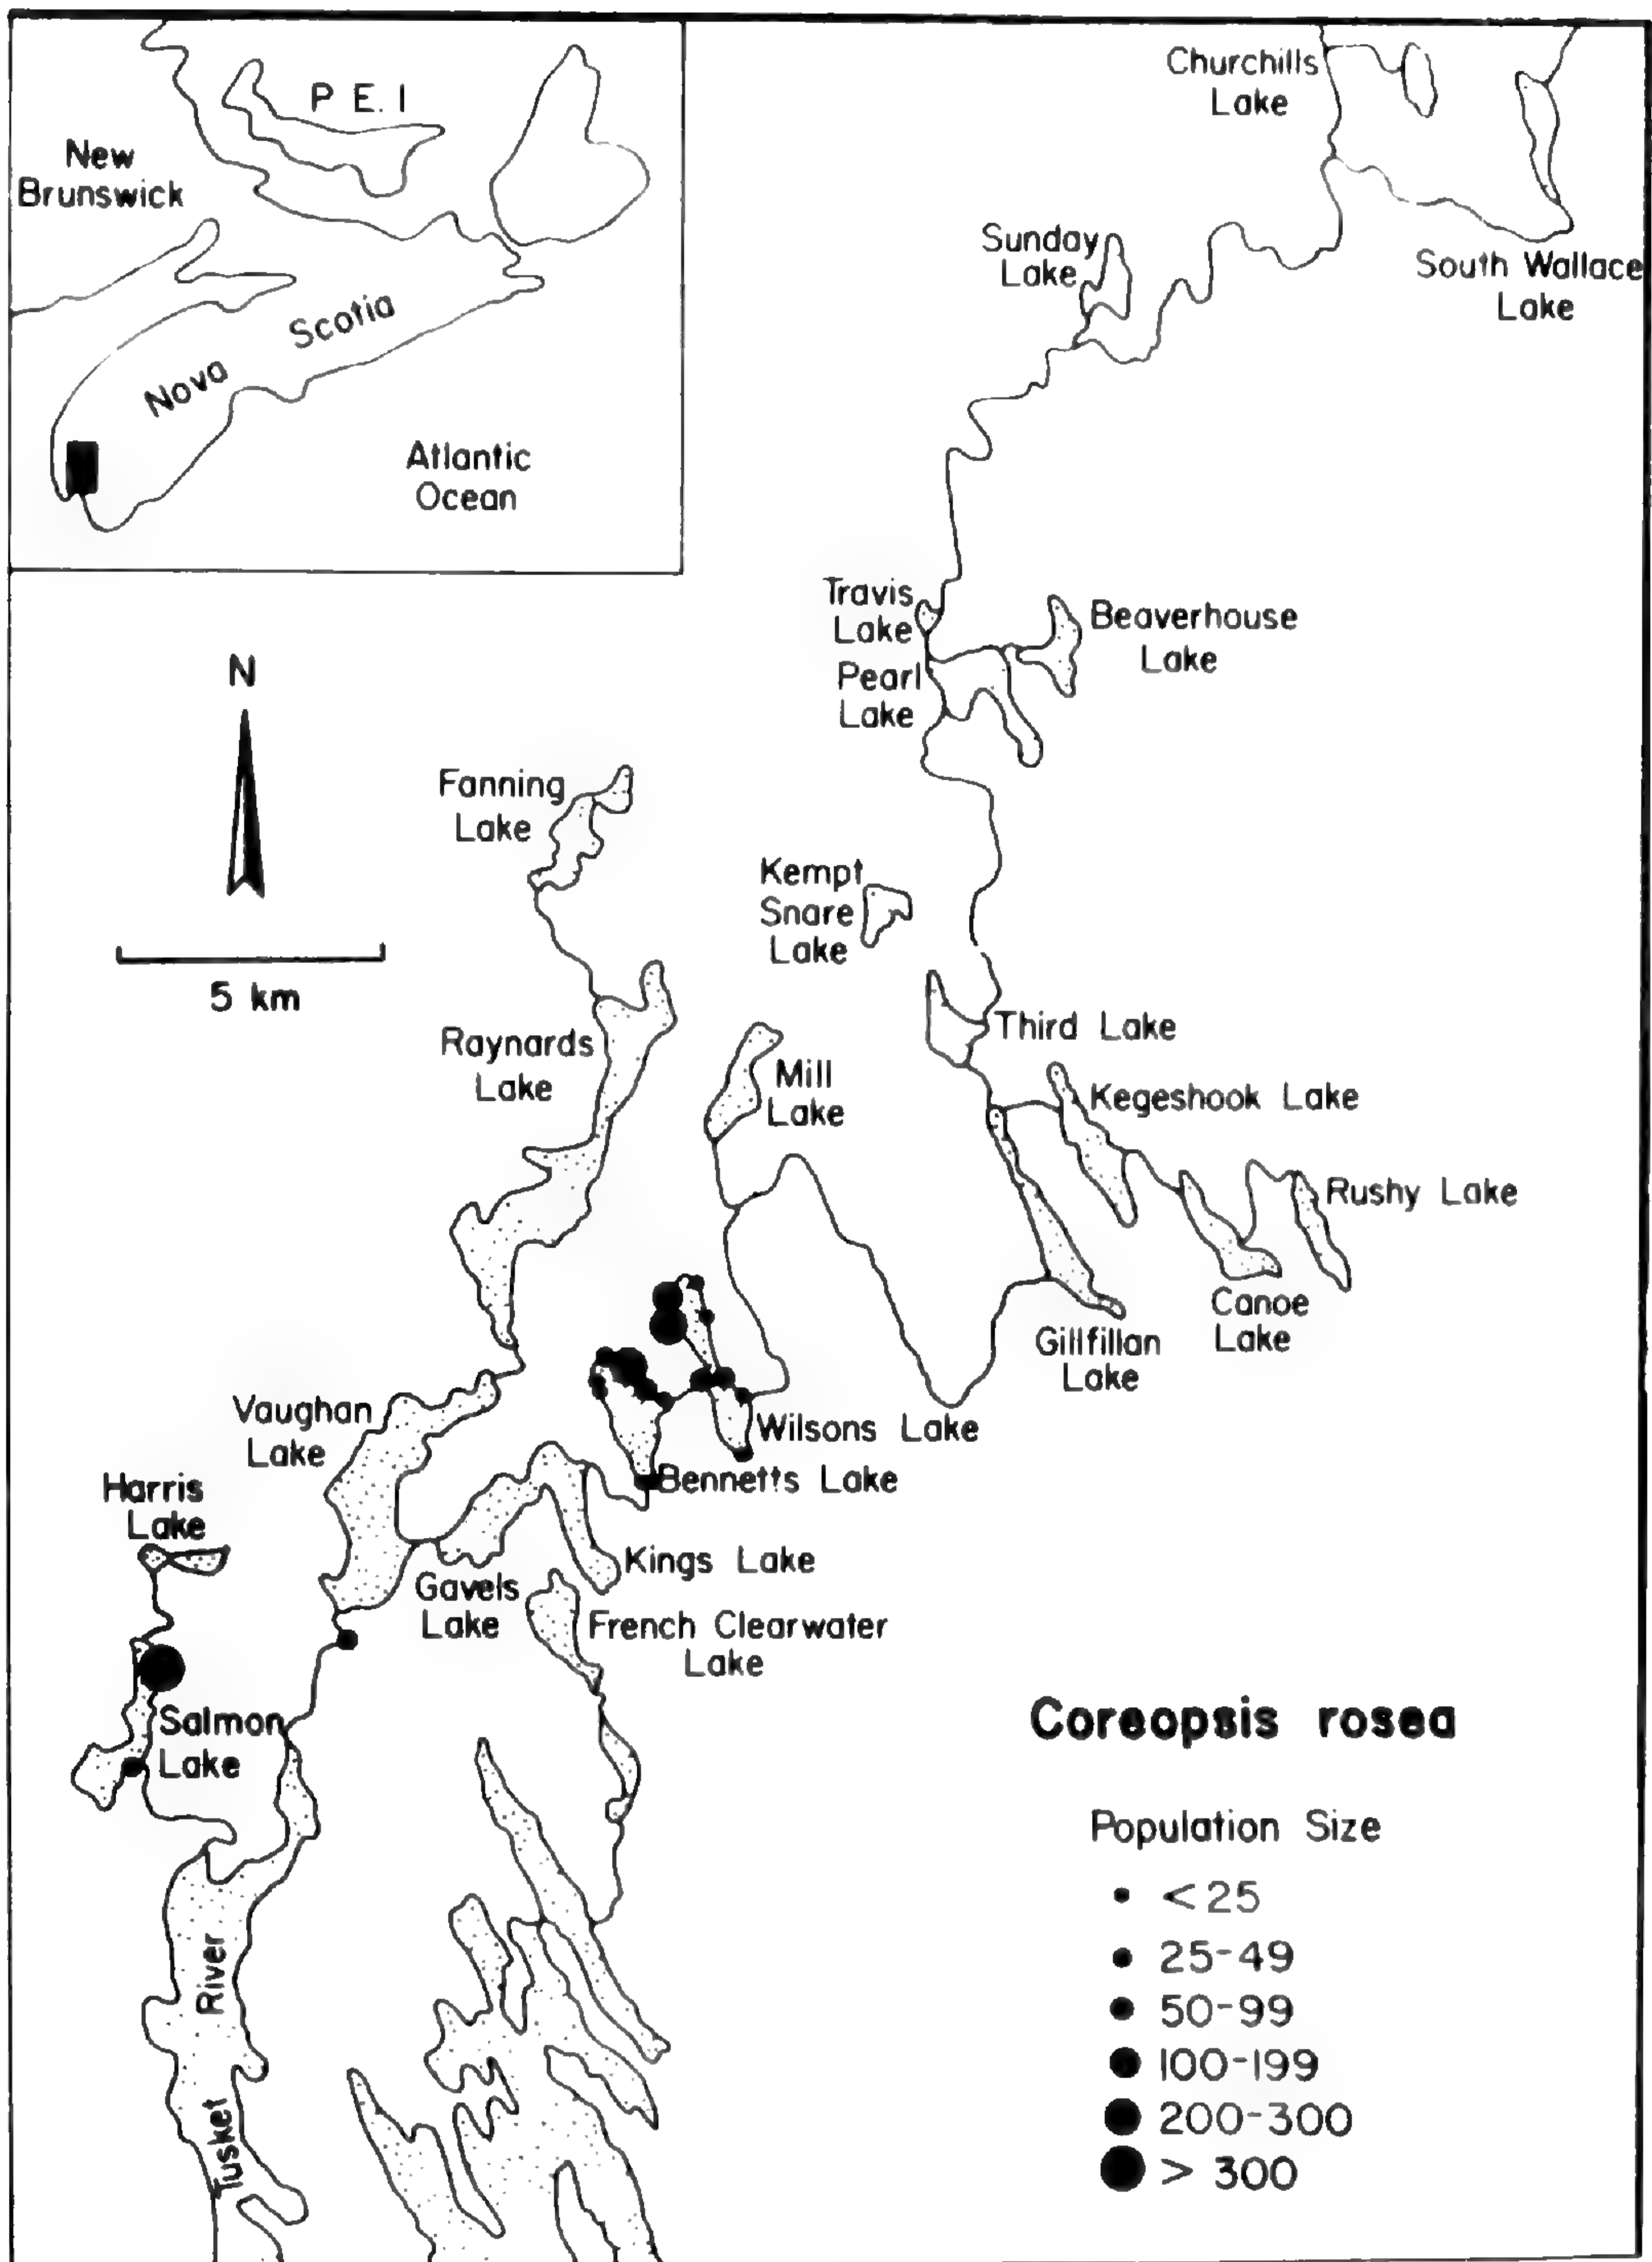 P E. I
New
Brunswick
Nova Scotia
Atlantic
Ocean
Churchills
Lake
South Wallace
Lake
Sunday
Lake
Travis
Lake
Beaverhouse
Lake
Pearl
Lake
N
5 km
Fanning
Lake
Kempt
Snare
Lake
Third Lake
Raynards
Lake
Mill
Lake
Kegeshook Lake
Rushy Lake
Canoe
Lake
Gillfillan
Lake
Vaughan
Lake
Wilsons Lake
Bennetts Lake
Harris
Lake
Kings Lake
Gavels
Lake
French Clearwater
Lake
Salmon
Lake
Tusket River
Coreopsis rosea
Population Size
<25
25-49
50-99
100-199
200-300
> 300